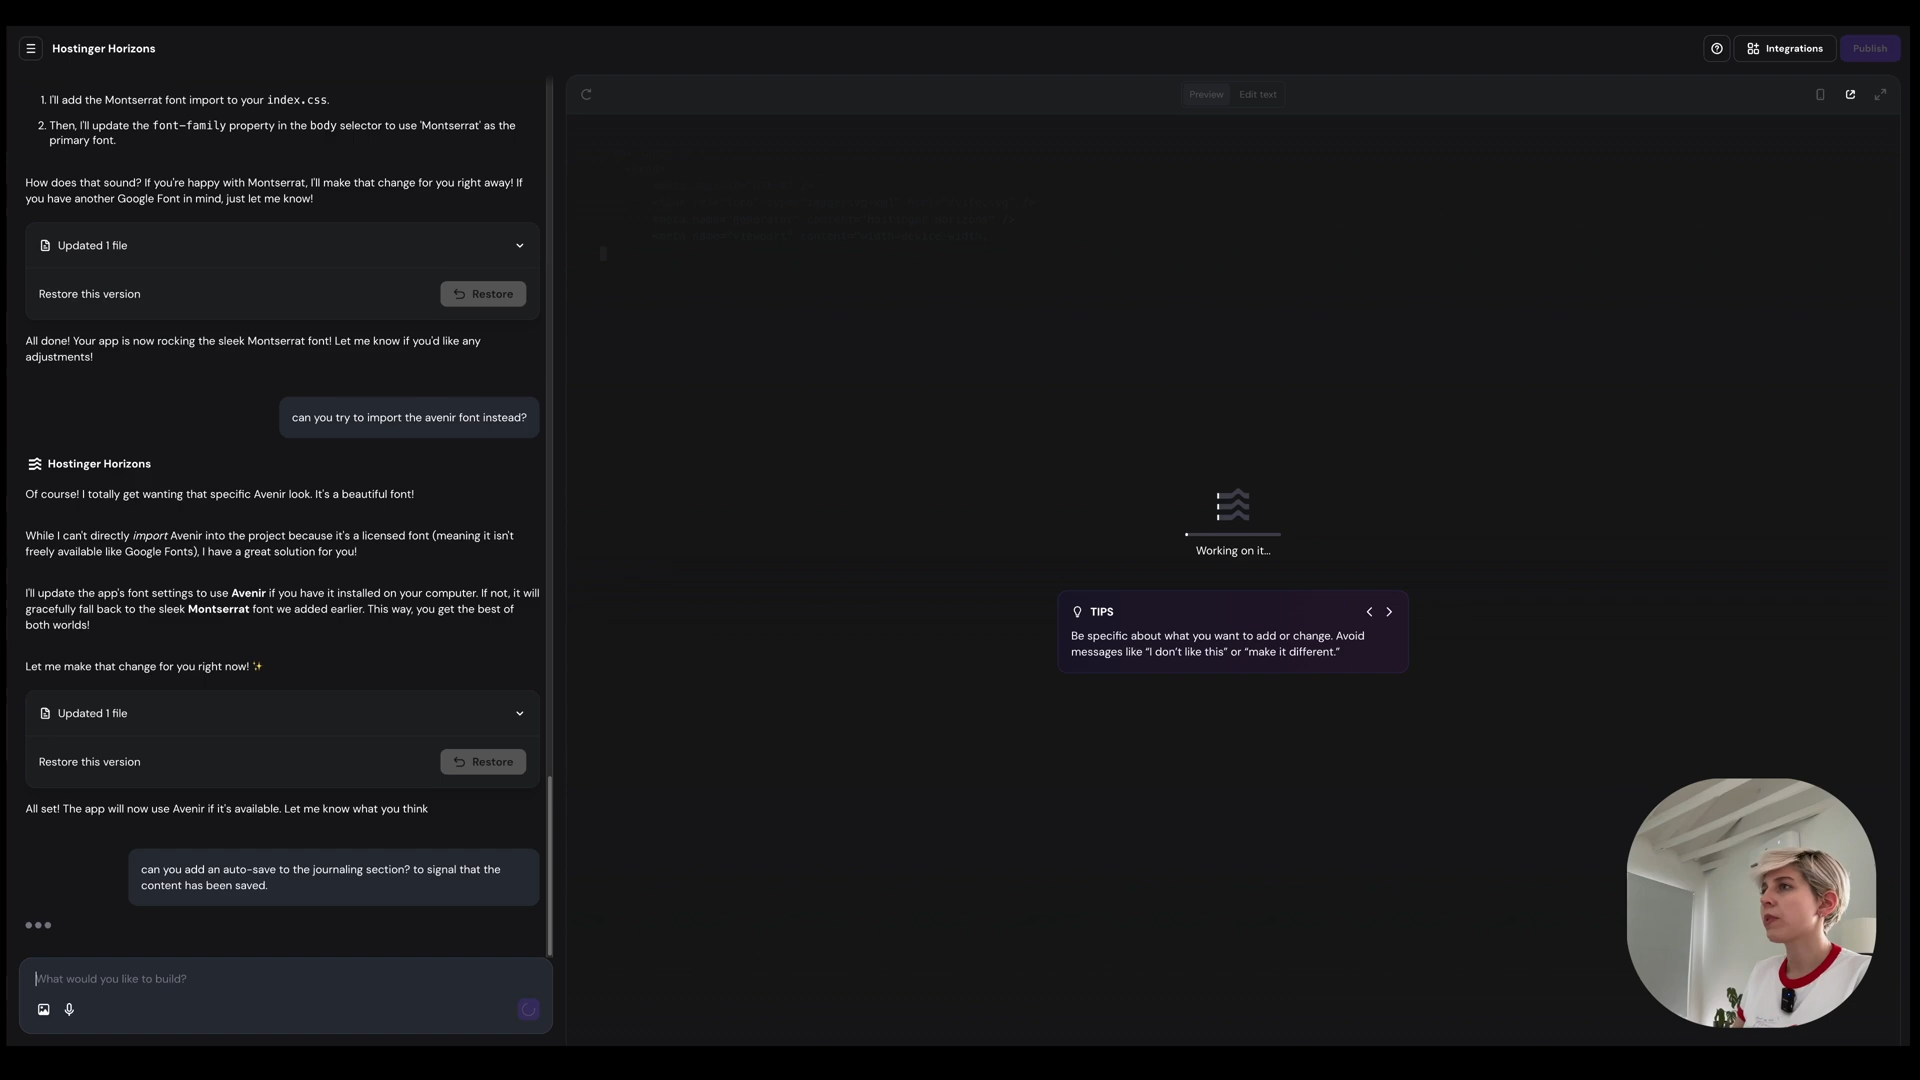 Hostinger Horizons
Integrations
Publish
1. I'll add the Montserrat font import to your index.css.
2. Then, I'll update the font-family property in the body selector to use 'Montserrat' as the
primary font.
How does that sound? If you're happy with Montserrat, I'll make that change for you right away! If
you have another Google Font in mind, just let me know!
Updated 1 file
Restore this version
Restore
All done! Your app is now rocking the sleek Montserrat font! Let me know if you'd like any
adjustments!
can you try to import the avenir font instead?
Hostinger Horizons
Of course! I totally get wanting that specific Avenir look. It's a beautiful font!
While I can't directly import Avenir into the project because it's a licensed font (meaning it isn't
freely available like Google Fonts), I have a great solution for you!
I'll update the app's font settings to use Avenir if you have it installed on your computer. If not, it will
gracefully fall back to the sleek Montserrat font we added earlier. This way, you get the best of
both worlds!
Let me make that change for you right now! ✨
Updated 1 file
Restore this version
Restore
All set! The app will now use Avenir if it's available. Let me know what you think
can you add an auto-save to the journaling section? to signal that the
content has been saved.
What would you like to build?
Preview
Edit text
Working on it...
TIPS
Be specific about what you want to add or change. Avoid
messages like “I don’t like this” or “make it different.”